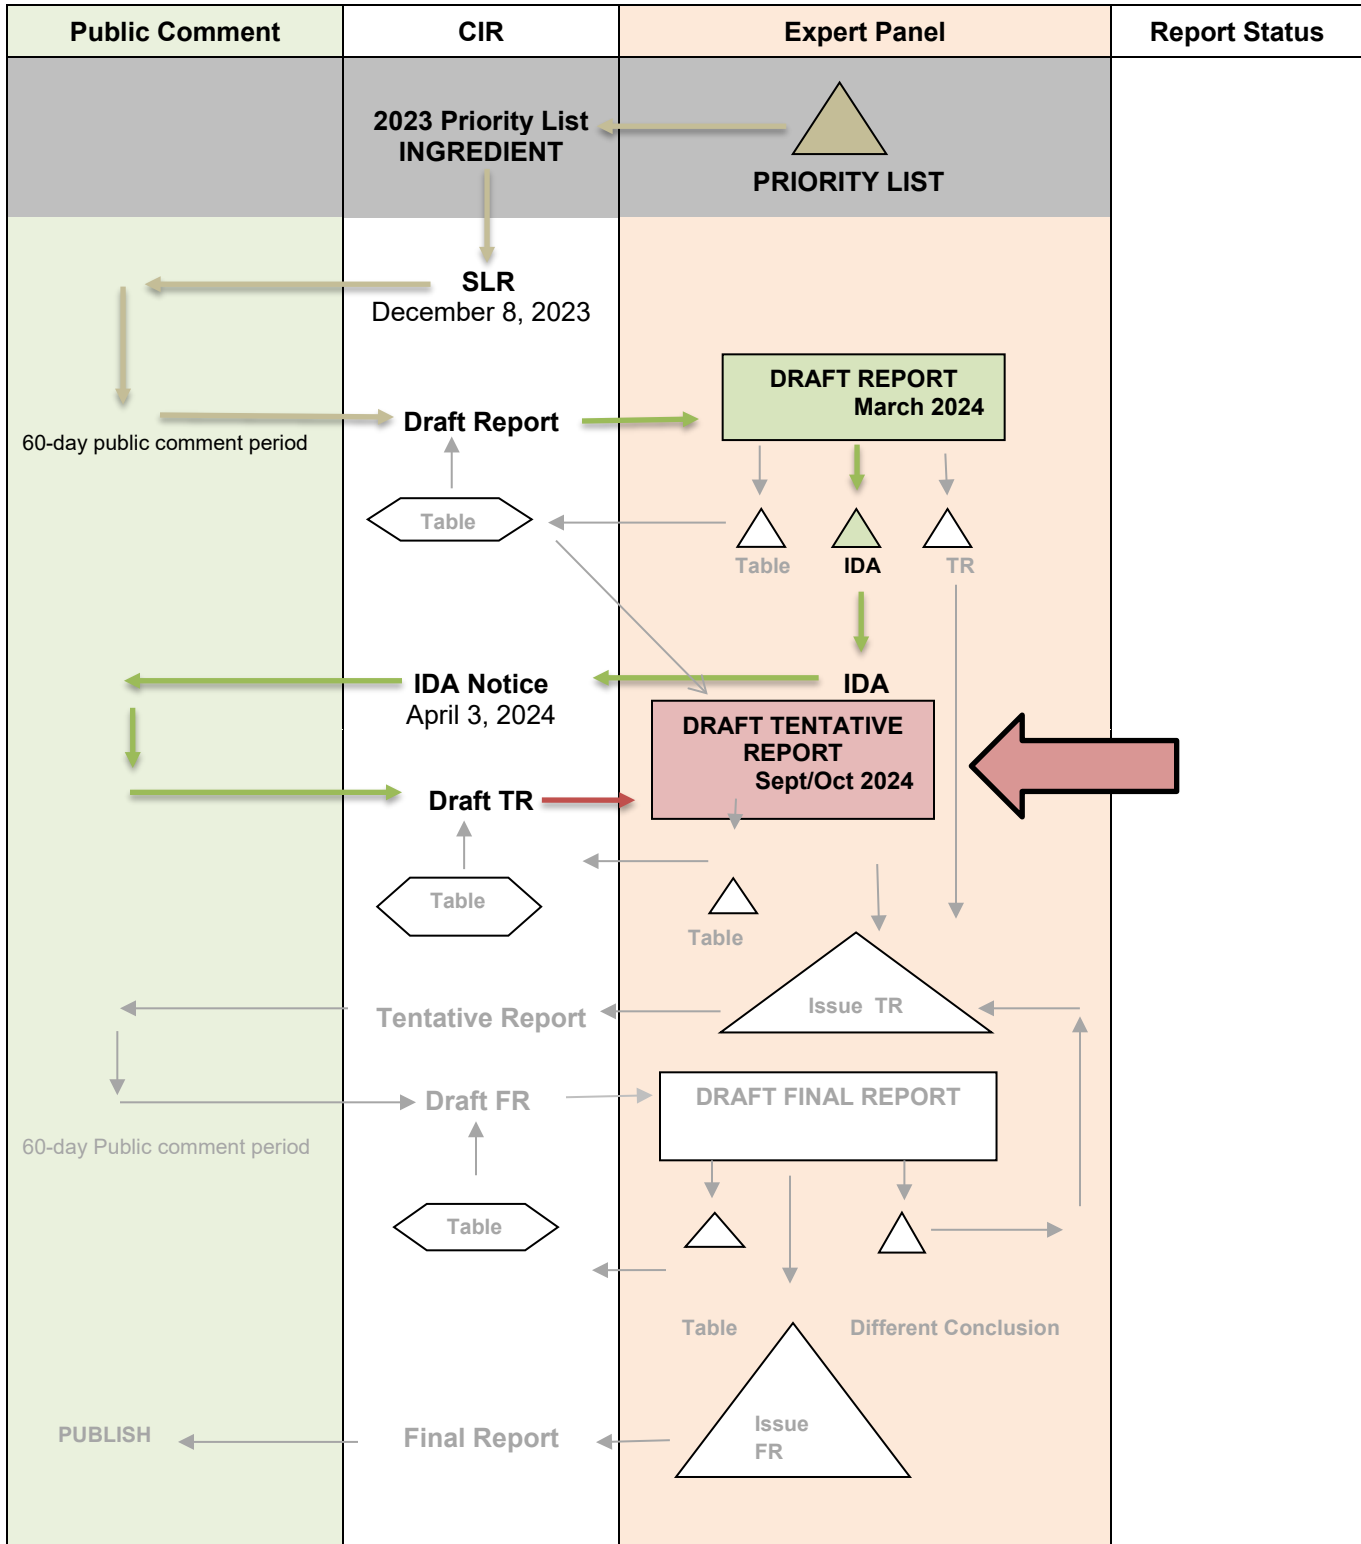 Public Comment
CIR
Expert Panel
Report Status
2023 Priority List
INGREDIENT
PRIORITY LIST
SLR
December 8, 2023
60-day public comment period
Draft Report
DRAFT REPORT
March 2024
Table
Table
IDA
TR
IDA Notice
April 3, 2024
IDA
DRAFT TENTATIVE
REPORT
Sept/Oct 2024
Draft TR
Table
Table
Issue TR
Tentative Report
Draft FR
DRAFT FINAL REPORT
60-day Public comment period
Table
Table
Different Conclusion
PUBLISH
Final Report
Issue
FR